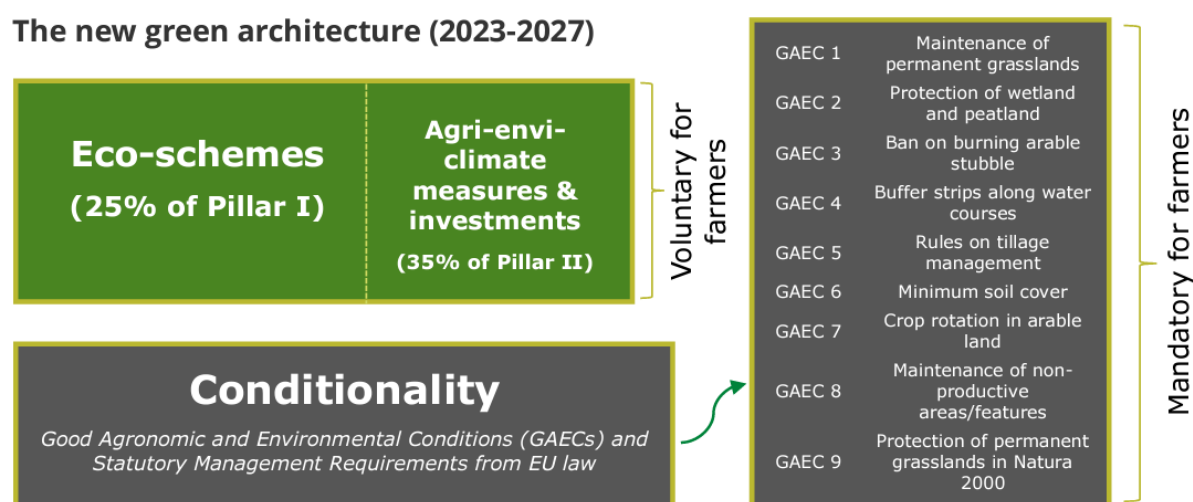 The new green architecture (2023-2027)
Eco-schemes
(25% of Pillar I)
Agri-envi-
climate
measures &
investments
(35% of Pillar II)
Voluntary for
farmers
Conditionality
Good Agronomic and Environmental Conditions (GAECs) and
Statutory Management Requirements from EU law
GAEC 1
Maintenance of
permanent grasslands
GAEC 2
Protection of wetland
and peatland
GAEC 3
Ban on burning arable
stubble
GAEC 4
Buffer strips along water
courses
GAEC 5
Rules on tillage
management
GAEC 6
Minimum soil cover
GAEC 7
Crop rotation in arable
land
GAEC 8
Maintenance of non-
productive
areas/features
GAEC 9
Protection of permanent
grasslands in Natura
2000
Mandatory for farmers